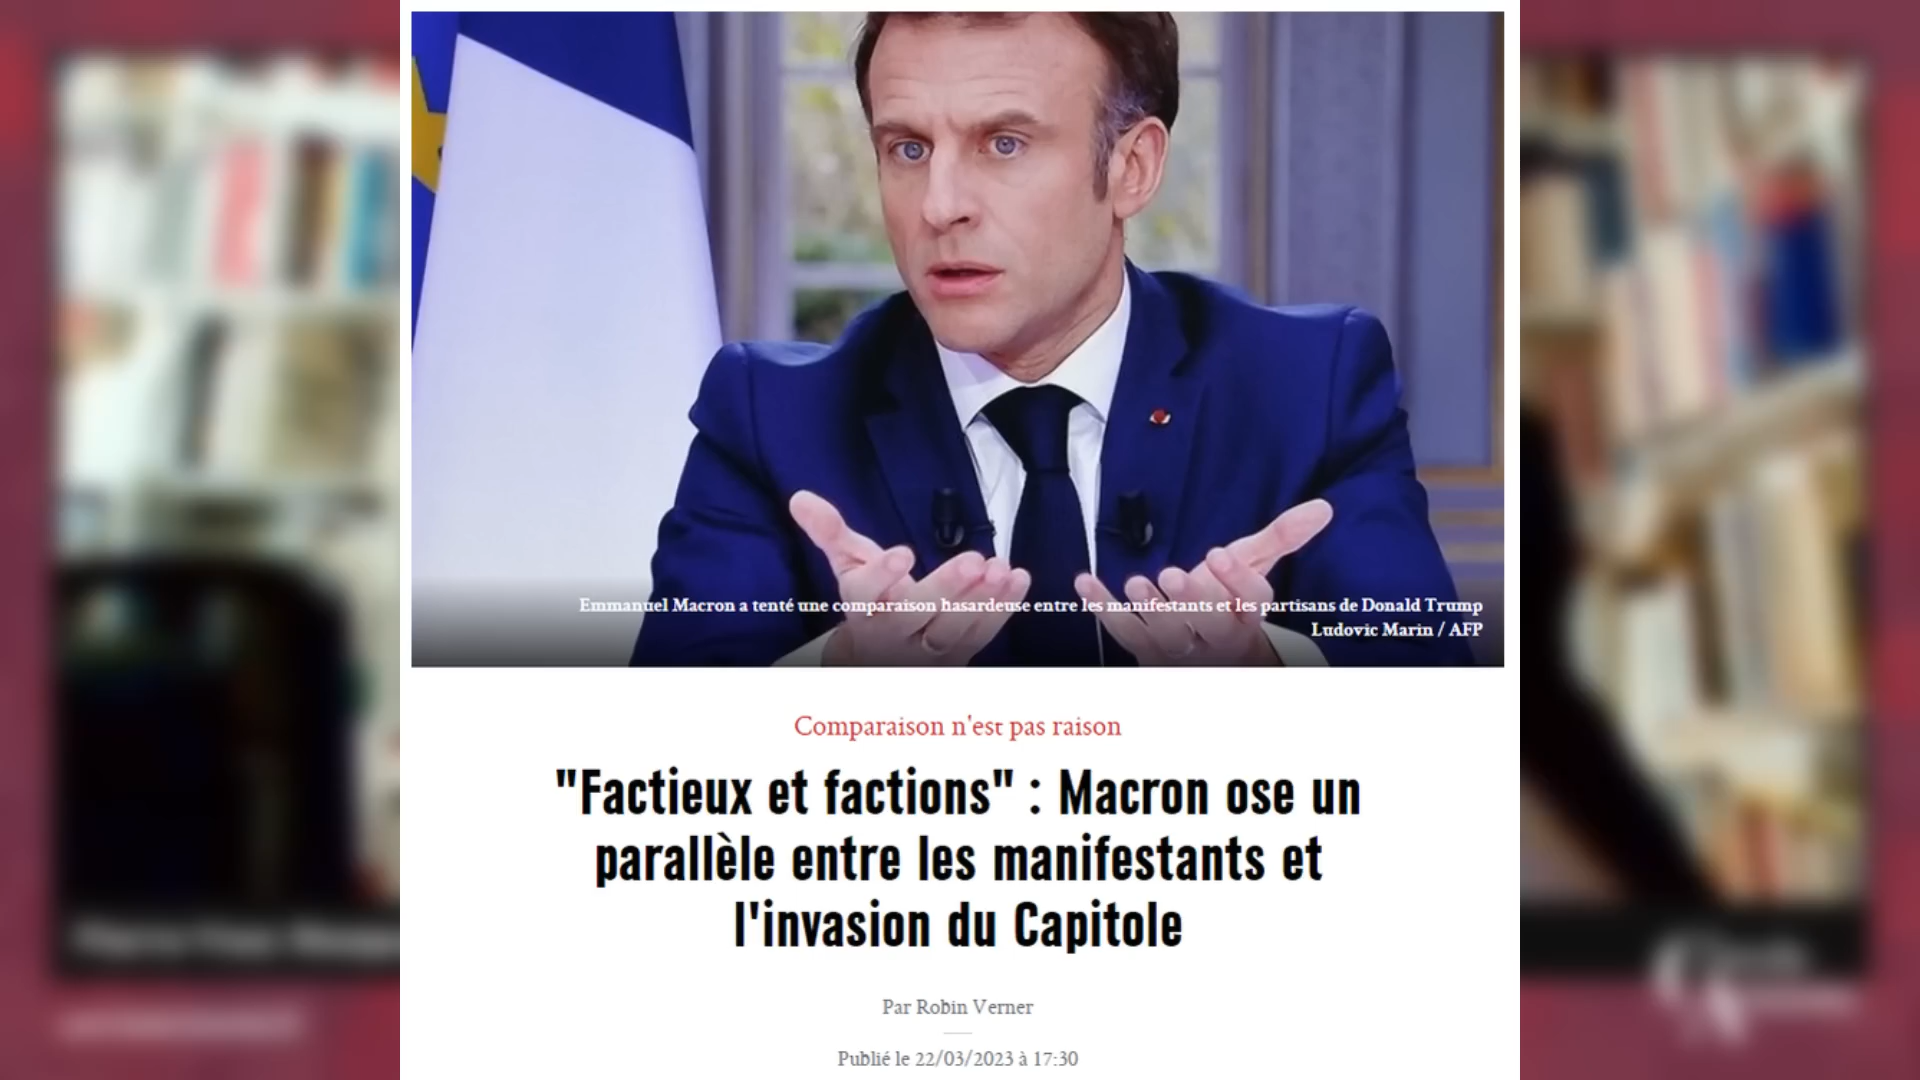 Emmanuel Macron a tenté une comparaison hasardeuse entre les manifestants et les partisans de Donald Trump
Ludovic Marin / AFP
Comparaison n'est pas raison
"Factieux et factions" : Macron ose un
parallèle entre les manifestants et
l'invasion du Capitole
Par Robin Verner
Publié le 22/03/2023 à 17:30